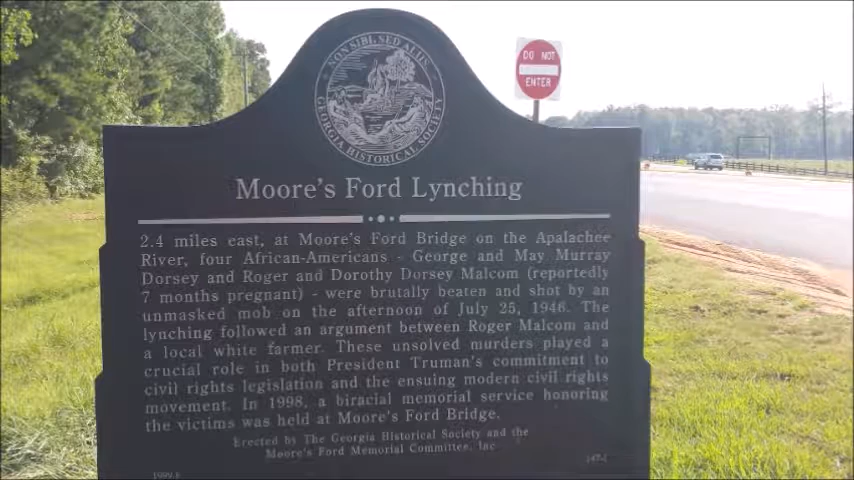 NON SIBI, SED ALIIS
GEORGIA HISTORICAL SOCIETY
DO NOT
ENTER
Moore's Ford Lynching
2.4 miles east, at Moore's Ford Bridge on the Apalachee
River, four African-Americans - George and May Murray
Dorsey and Roger and Dorothy Dorsey Malcom (reportedly
7 months pregnant) - were brutally beaten and shot by an
unmasked mob on the afternoon of July 25, 1946. The
lynching followed an argument between Roger Malcom and
a local white farmer. These unsolved murders played a
crucial role in both President Truman's commitment to
civil rights legislation and the ensuing modern civil rights
movement. In 1998, a biracial memorial service honoring
the victims was held at Moore's Ford Bridge.
Erected by The Georgia Historical Society and the
Moore's Ford Memorial Committee, Inc
147-1